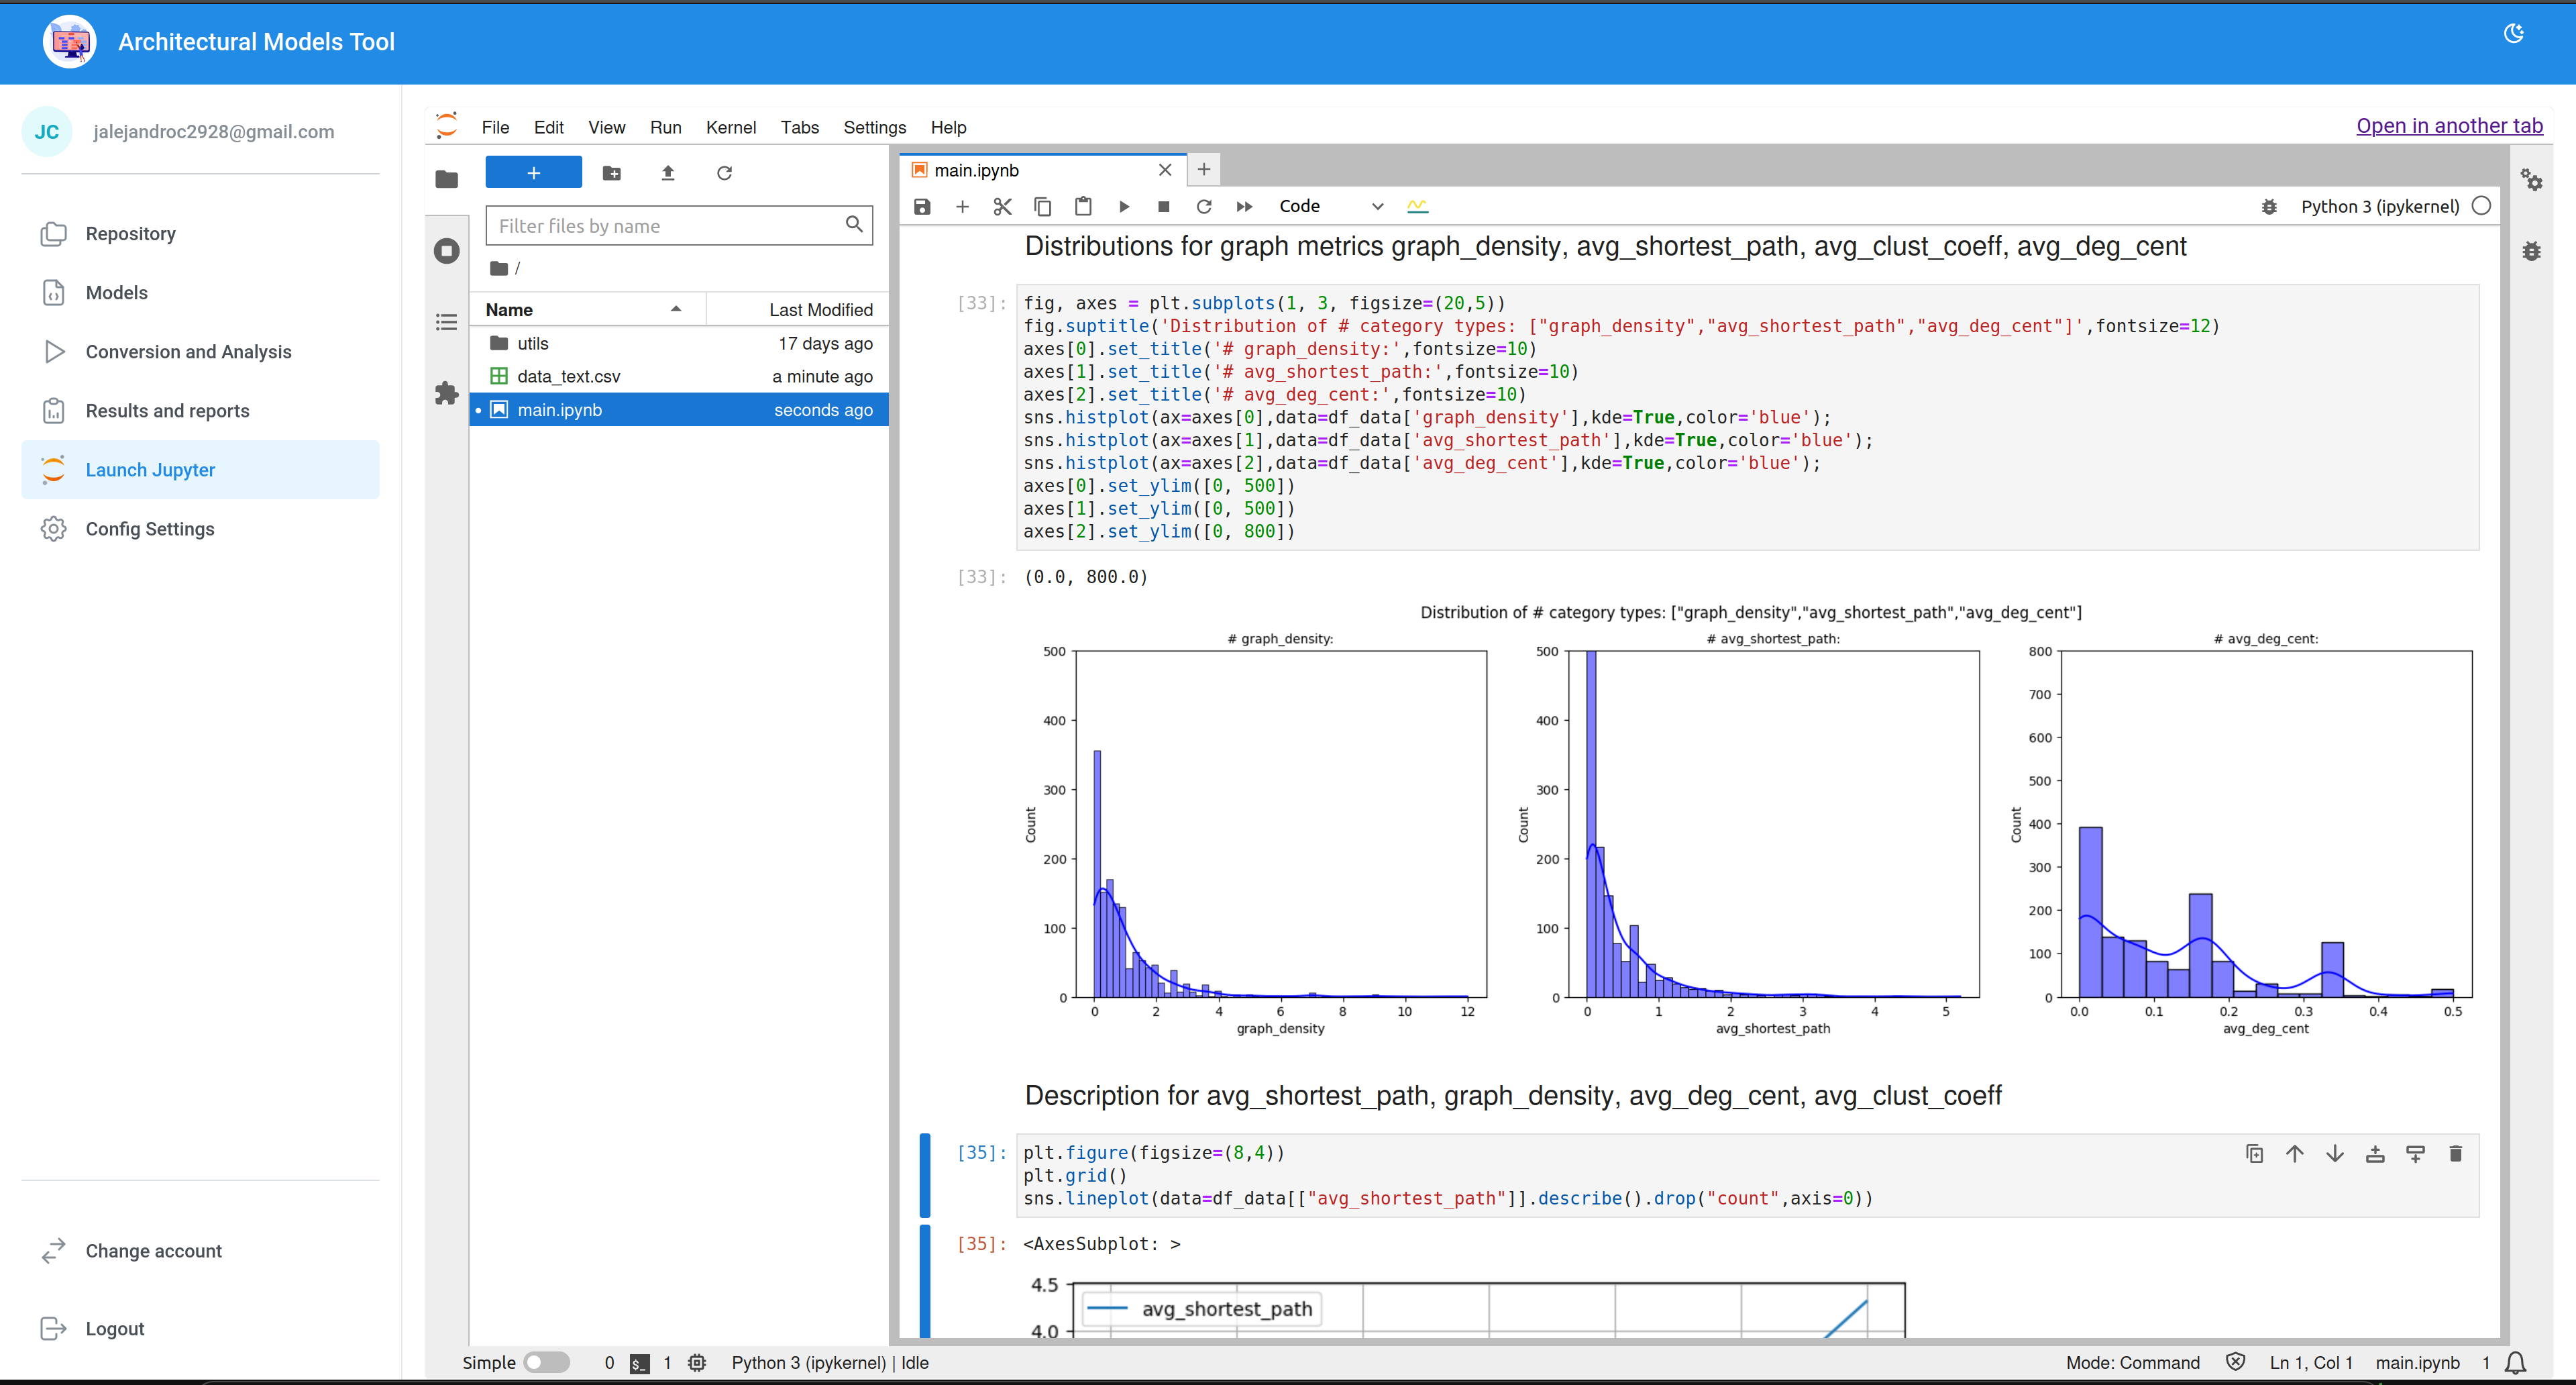 Architectural Models Tool
JC
jalejandroc2928@gmail.com
Repository
Models
Conversion and Analysis
Results and reports
Launch Jupyter
Config Settings
Change account
Logout
File Edit View Run Kernel Tabs Settings Help
Open in another tab
Filter files by name
/
Name Last Modified
utils 17 days ago
data_text.csv a minute ago
main.ipynb seconds ago
main.ipynb
Code
Python 3 (ipykernel)
Distributions for graph metrics graph_density, avg_shortest_path, avg_clust_coeff, avg_deg_cent
[33]: fig, axes = plt.subplots(1, 3, figsize=(20,5))
fig.suptitle('Distribution of # category types: ["graph_density","avg_shortest_path","avg_deg_cent"]',fontsize=12)
axes[0].set_title('# graph_density:',fontsize=10)
axes[1].set_title('# avg_shortest_path:',fontsize=10)
axes[2].set_title('# avg_deg_cent:',fontsize=10)
sns.histplot(ax=axes[0],data=df_data['graph_density'],kde=True,color='blue');
sns.histplot(ax=axes[1],data=df_data['avg_shortest_path'],kde=True,color='blue');
sns.histplot(ax=axes[2],data=df_data['avg_deg_cent'],kde=True,color='blue');
axes[0].set_ylim([0, 500])
axes[1].set_ylim([0, 500])
axes[2].set_ylim([0, 800])
[33]: (0.0, 800.0)
Distribution of # category types: ["graph_density","avg_shortest_path","avg_deg_cent"]
# graph_density:
500
400
300
200
100
0
Count
0 2 4 6 8 10 12
graph_density
# avg_shortest_path:
500
400
300
200
100
0
Count
0 1 2 3 4 5
avg_shortest_path
# avg_deg_cent:
800
700
600
500
400
300
200
100
0
Count
0.0 0.1 0.2 0.3 0.4 0.5
avg_deg_cent
Description for avg_shortest_path, graph_density, avg_deg_cent, avg_clust_coeff
[35]: plt.figure(figsize=(8,4))
plt.grid()
sns.lineplot(data=df_data[["avg_shortest_path"]].describe().drop("count",axis=0))
[35]: <AxesSubplot: >
4.5
avg_shortest_path
4.0
Simple 0 $_ 1 Python 3 (ipykernel) | Idle
Mode: Command Ln 1, Col 1 main.ipynb 1